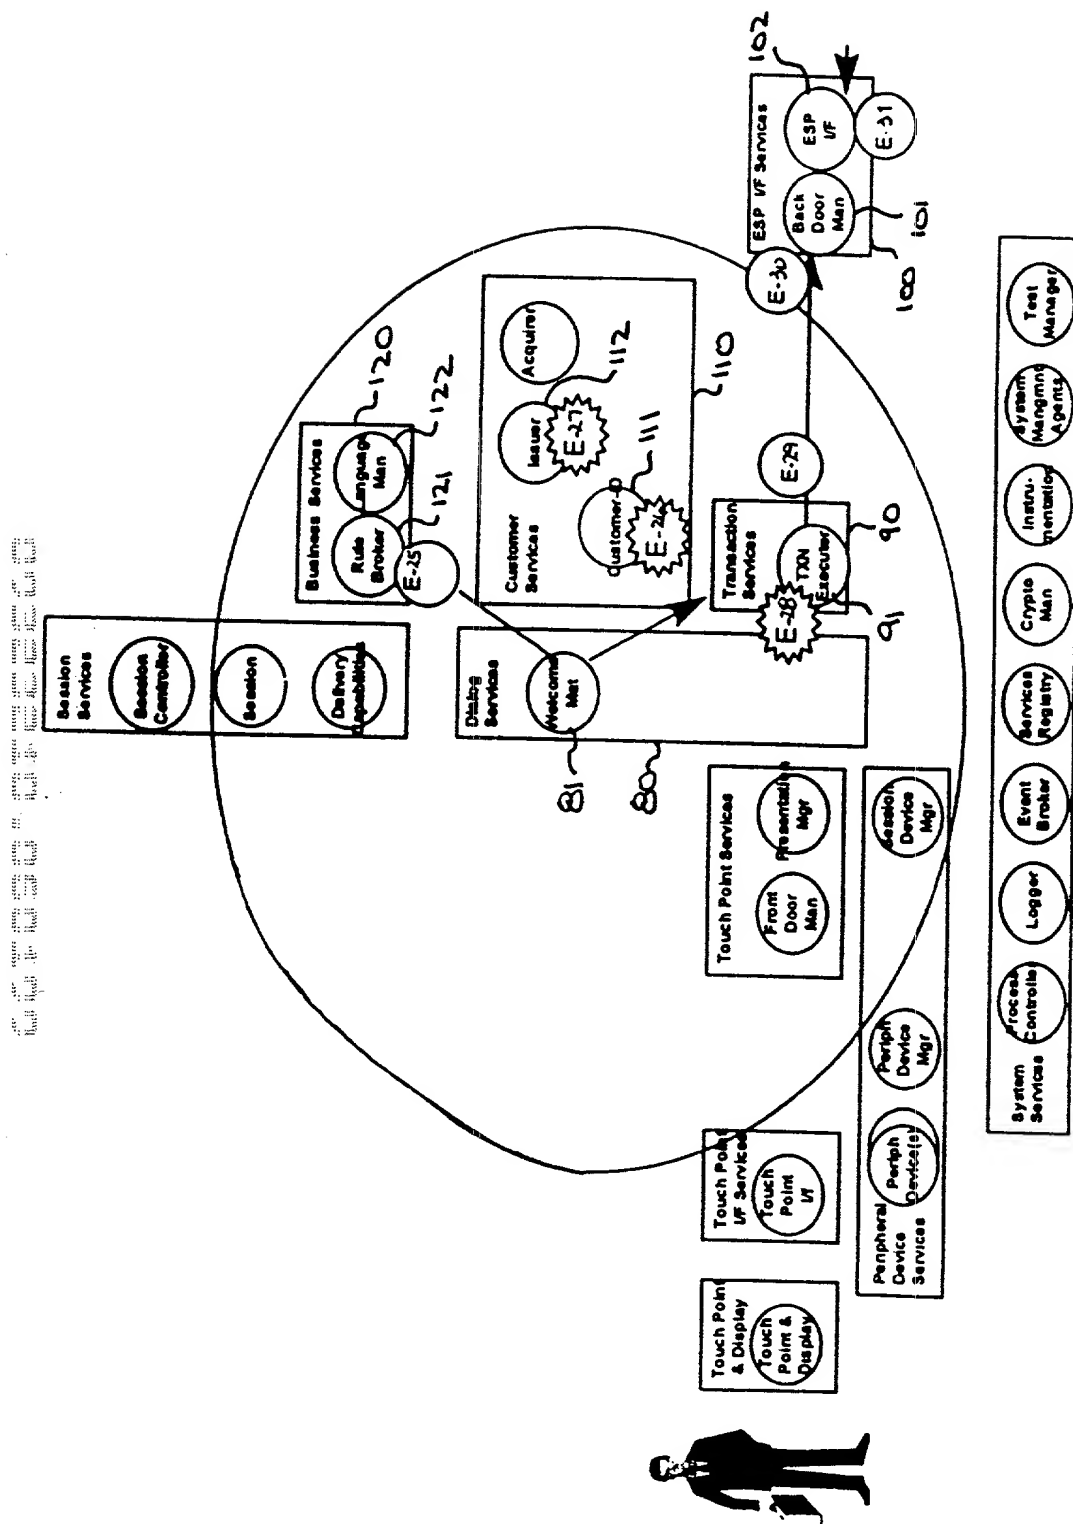 Session
Services
Session
Controller
Session
Delivery
Capabilities
Business Services
Rule
Broker
Language
Man
E-25
120
122
121
Dialog
Services
Welcome
Mat
81
80
Customer
Services
Customer-ID
E-26
Issuer
E-27
Acquirer
112
111
110
Transaction
Services
TXN
Executer
E-28
91
90
E-29
E-30
ESP I/F Services
Back
Door
Man
ESP
I/F
E-31
102
101
100
Touch Point Services
Front
Door
Man
Presentation
Mgr
Touch Point
& Display
Touch
Point &
Display
Touch Point
I/F Services
Touch
Point
I/f
Peripheral
Device
Services
Periph
Device(s)
Periph
Device
Mgr
Session
Device Mgr
System
Services
Process
Controller
Logger
Event
Broker
Services
Registry
Crypto
Man
Instru-
mentation
System
Mangmnt
Agents
Test
Manager